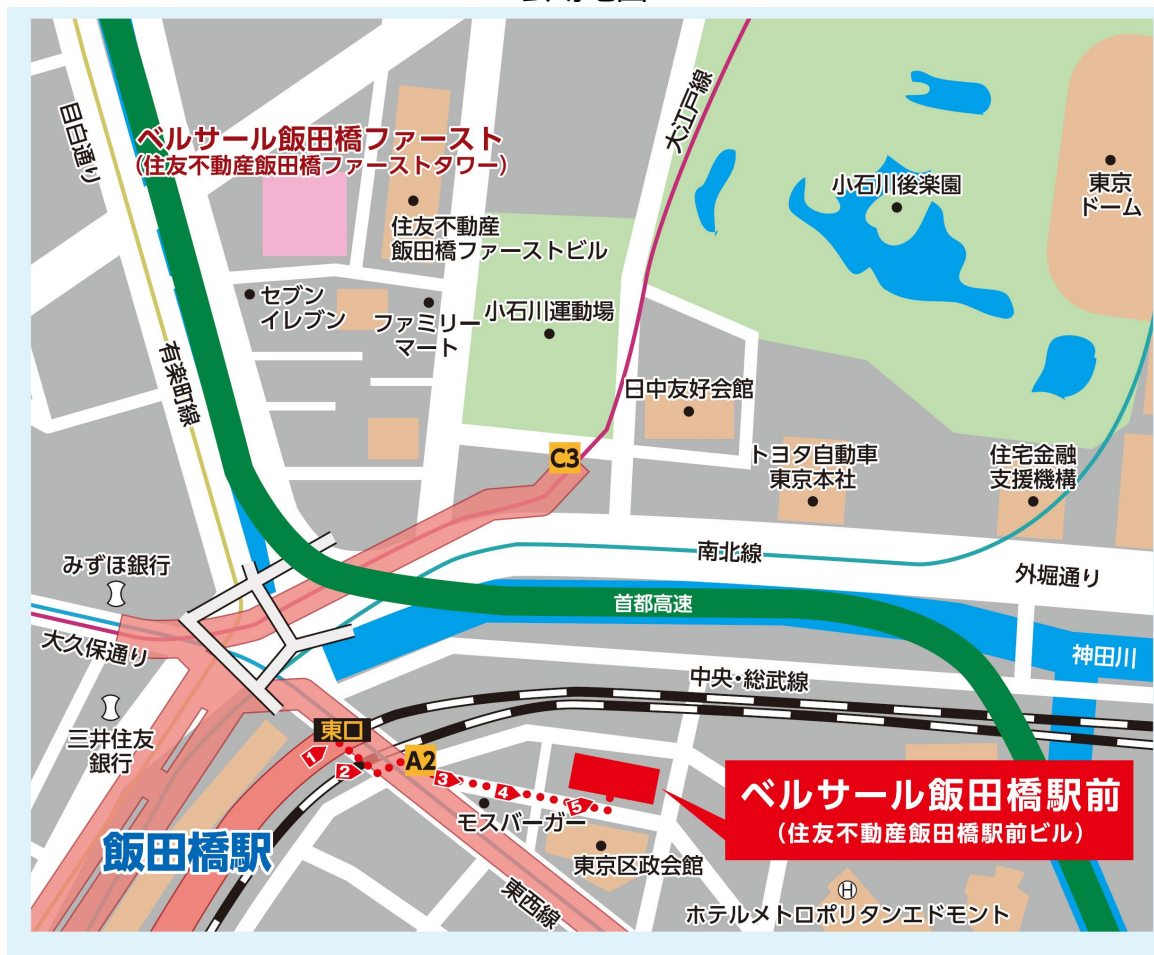 目白通り
ベルサール飯田橋ファースト
(住友不動産飯田橋ファーストタワー)
大江戸線
小石川後楽園
東京
ドーム
住友不動産
飯田橋ファーストビル
セブン
イレブン
ファミリー
マート
小石川運動場
有楽町線
日中友好会館
C3
トヨタ自動車
東京本社
住宅金融
支援機構
みずほ銀行
南北線
外堀通り
首都高速
大久保通り
神田川
中央・総武線
三井住友
銀行
東口
A2
1
2
3
4
5
モスバーガー
ベルサール飯田橋駅前
(住友不動産飯田橋駅前ビル)
飯田橋駅
東京区政会館
東西線
H
ホテルメトロポリタンエドモント